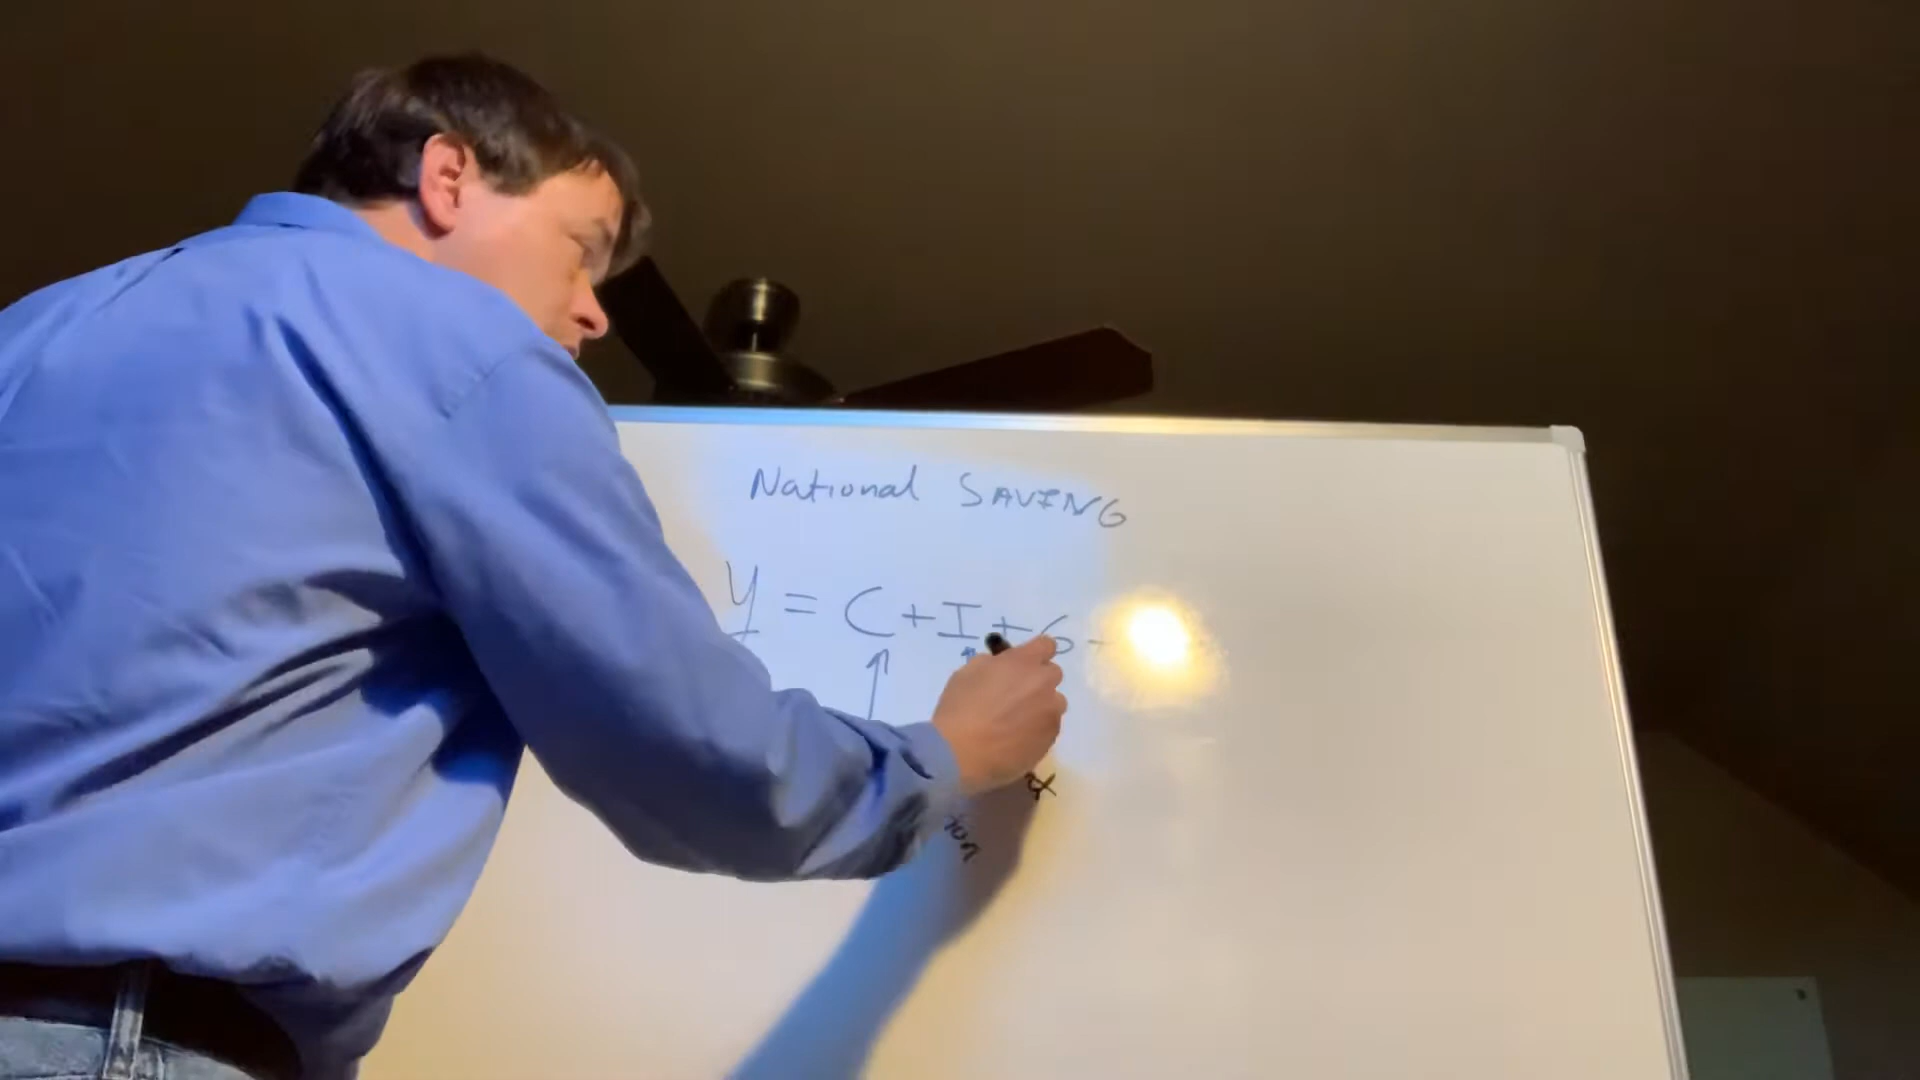 National SAVING
Y = C + I + G -